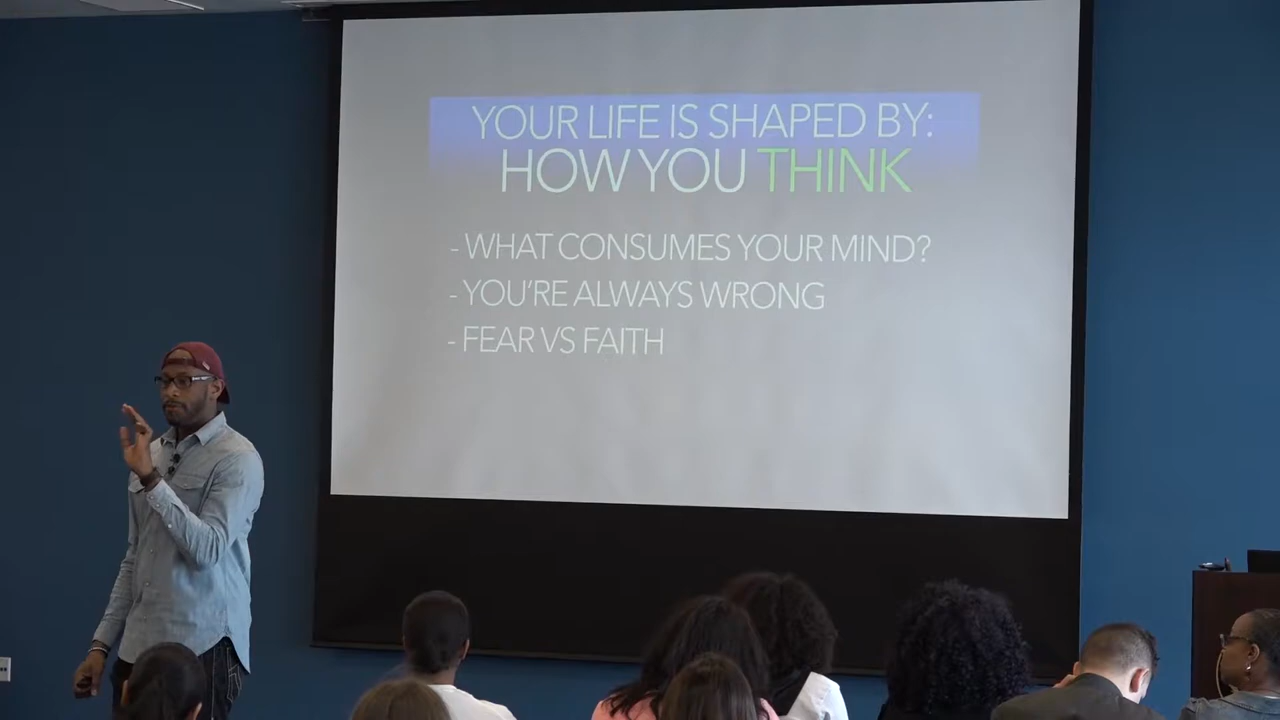 YOUR LIFE IS SHAPED BY:
HOW YOU THINK
- WHAT CONSUMES YOUR MIND?
- YOU'RE ALWAYS WRONG
- FEAR VS FAITH